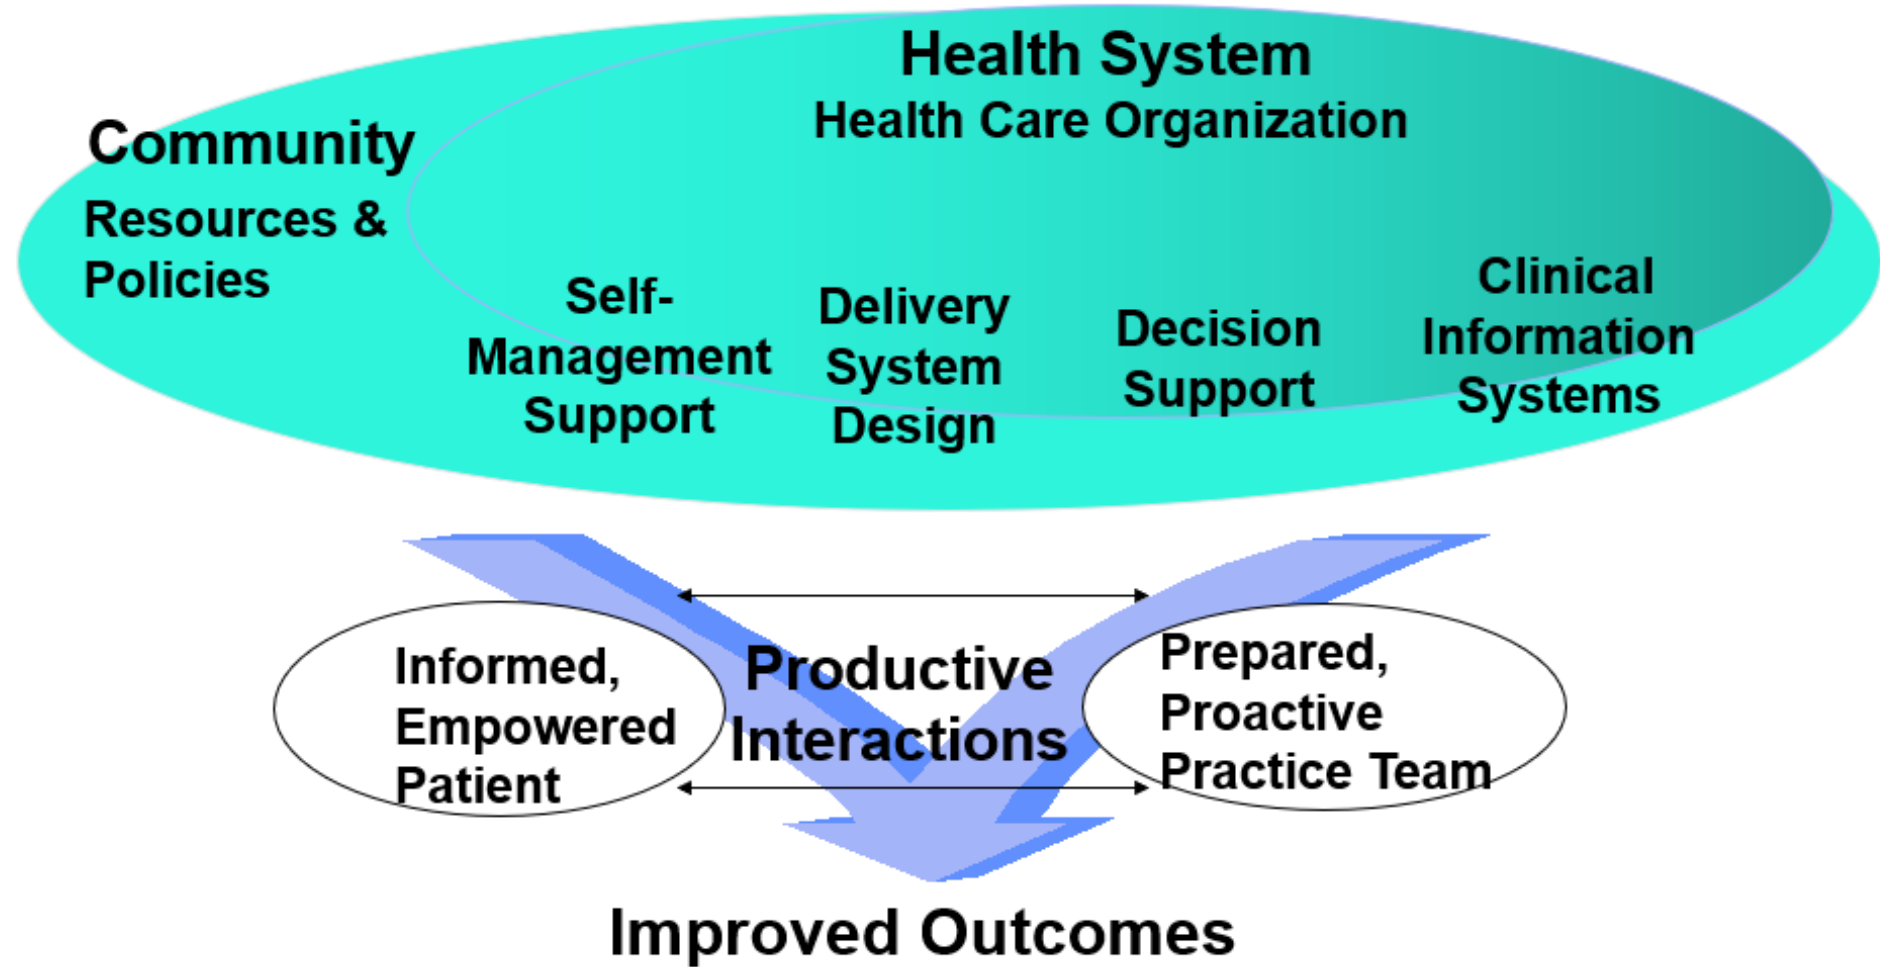 Health System
Health Care Organization
Community
Resources &
Policies
Self-
Management
Support
Delivery
System
Design
Decision
Support
Clinical
Information
Systems
Informed,
Empowered
Patient
Productive
Interactions
Prepared,
Proactive
Practice Team
Improved Outcomes